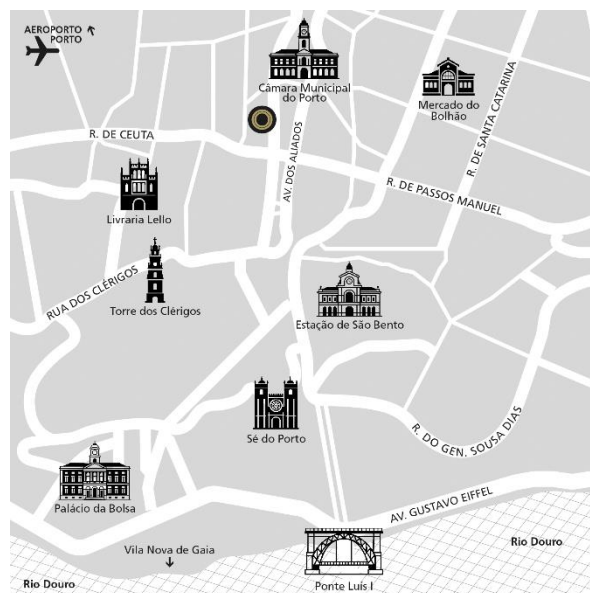 AEROPORTO
PORTO
Câmara Municipal
do Porto
Mercado do
Bolhão
R. DE SANTA CATARINA
R. DE CEUTA
AV. DOS ALIADOS
R. DE PASSOS MANUEL
Livraria Lello
RUA DOS CLÉRIGOS
Torre dos Clérigos
Estação de São Bento
Sé do Porto
R. DO GEN. SOUSA DIAS
Palácio da Bolsa
AV. GUSTAVO EIFFEL
Vila Nova de Gaia
Rio Douro
Rio Douro
Ponte Luís I